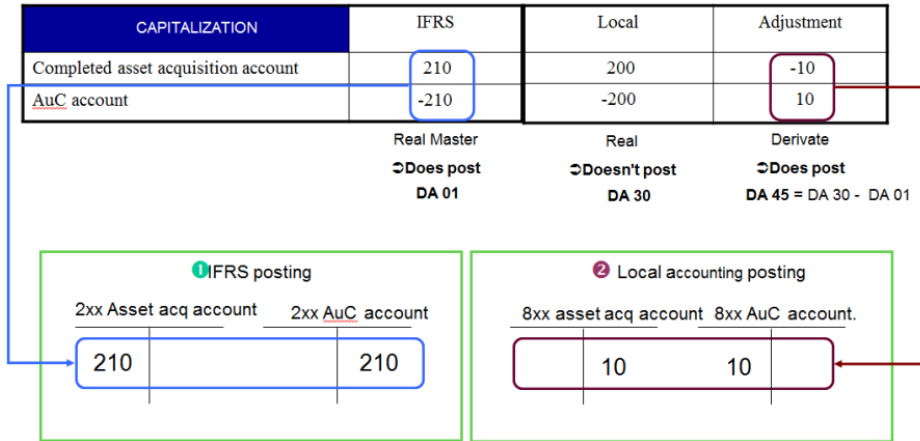 CAPITALIZATION IFRS Local Adjustment
Completed asset acquisition account 210 200 -10
AuC account -210 -200 10
Real Master Real Derivate
➲Does post ➲Doesn't post ➲Does post
DA 01 DA 30 DA 45 = DA 30 - DA 01
❶IFRS posting
2xx Asset acq account 2xx AuC account
210 210
❷ Local accounting posting
8xx asset acq account 8xx AuC account.
10 10